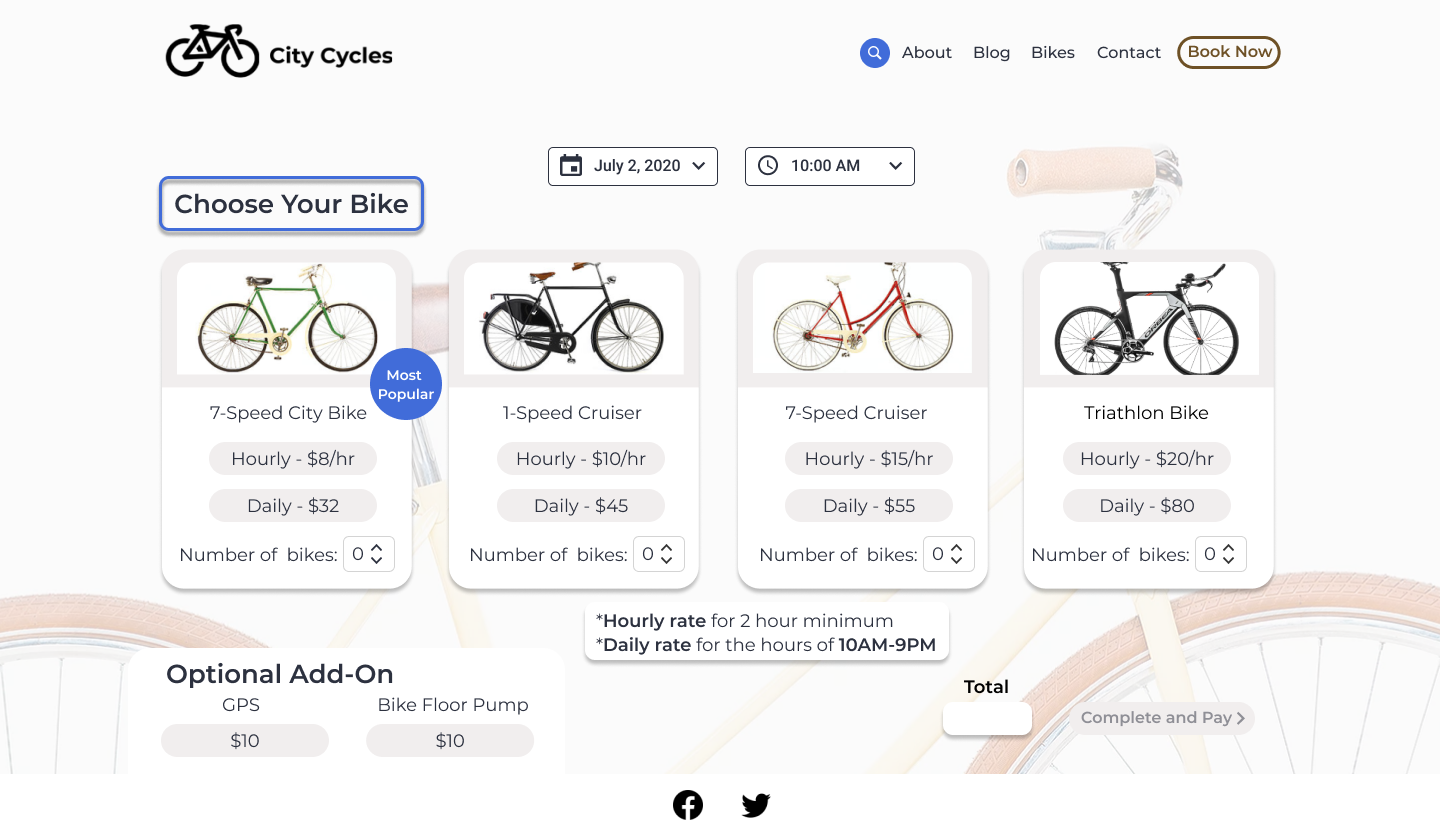 City Cycles
About Blog Bikes Contact Book Now
July 2, 2020 10:00 AM
Choose Your Bike
Most
Popular
7-Speed City Bike
Hourly - $8/hr
Daily - $32
Number of bikes: 0
1-Speed Cruiser
Hourly - $10/hr
Daily - $45
Number of bikes: 0
7-Speed Cruiser
Hourly - $15/hr
Daily - $55
Number of bikes: 0
Triathlon Bike
Hourly - $20/hr
Daily - $80
Number of bikes: 0
*Hourly rate for 2 hour minimum
*Daily rate for the hours of 10AM-9PM
Optional Add-On
GPS
$10
Bike Floor Pump
$10
Total
Complete and Pay